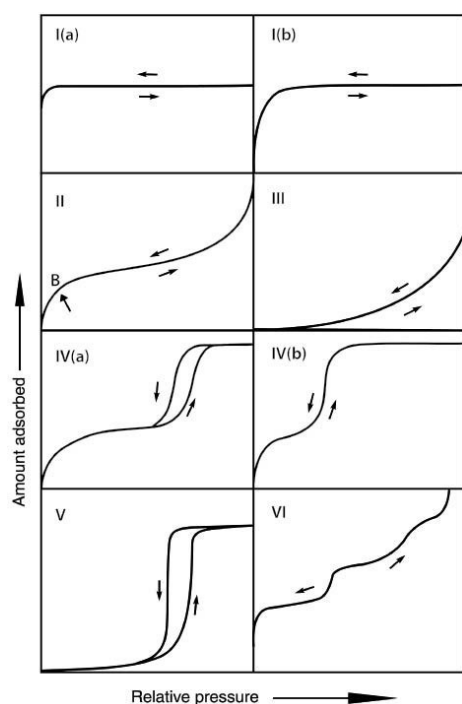 I(a)
I(b)
II
III
B
IV(a)
IV(b)
V
VI
Amount adsorbed
Relative pressure